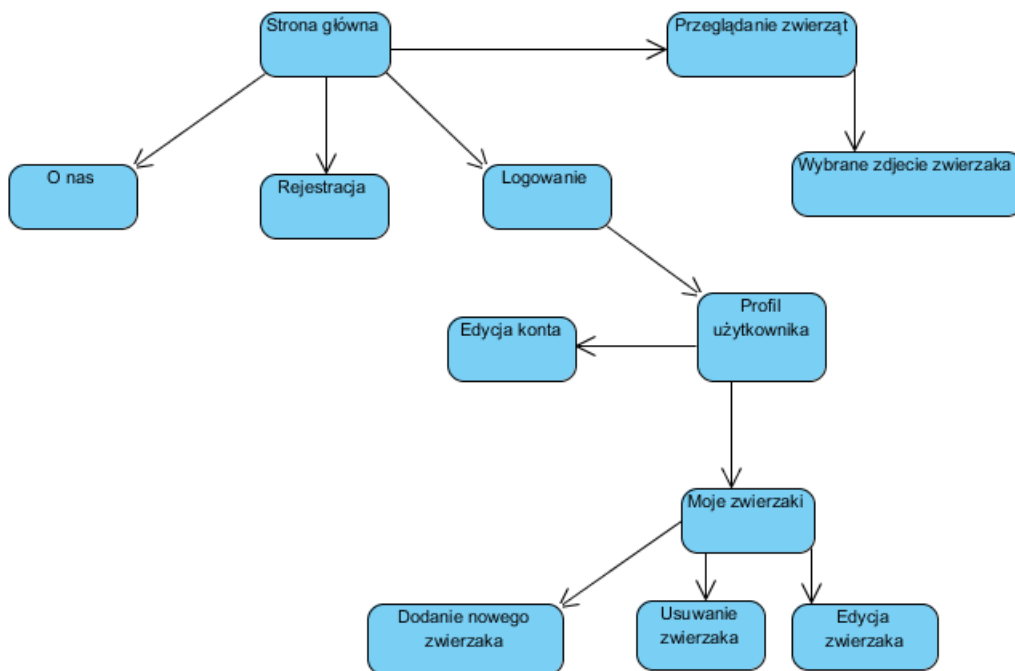 Strona główna
Przeglądanie zwierząt
O nas
Rejestracja
Logowanie
Wybrane zdjecie zwierzaka
Profil
użytkownika
Edycja konta
Moje zwierzaki
Dodanie nowego
zwierzaka
Usuwanie
zwierzaka
Edycja
zwierzaka